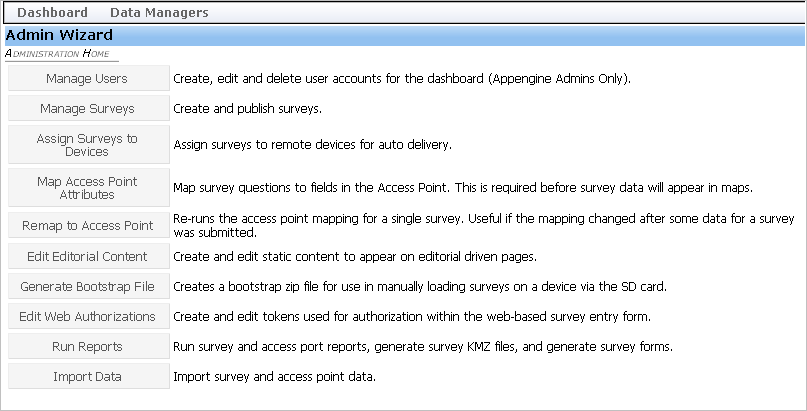 Dashboard Data Managers
Admin Wizard
Administration Home
Manage Users Create, edit and delete user accounts for the dashboard (Appengine Admins Only).
Manage Surveys Create and publish surveys.
Assign Surveys to
Devices
Assign surveys to remote devices for auto delivery.
Map Access Point
Attributes
Map survey questions to fields in the Access Point. This is required before survey data will appear in maps.
Remap to Access Point
Re-runs the access point mapping for a single survey. Useful if the mapping changed after some data for a survey
was submitted.
Edit Editorial Content Create and edit static content to appear on editorial driven pages.
Generate Bootstrap File Creates a bootstrap zip file for use in manually loading surveys on a device via the SD card.
Edit Web Authorizations Create and edit tokens used for authorization within the web-based survey entry form.
Run Reports Run survey and access port reports, generate survey KMZ files, and generate survey forms.
Import Data Import survey and access point data.